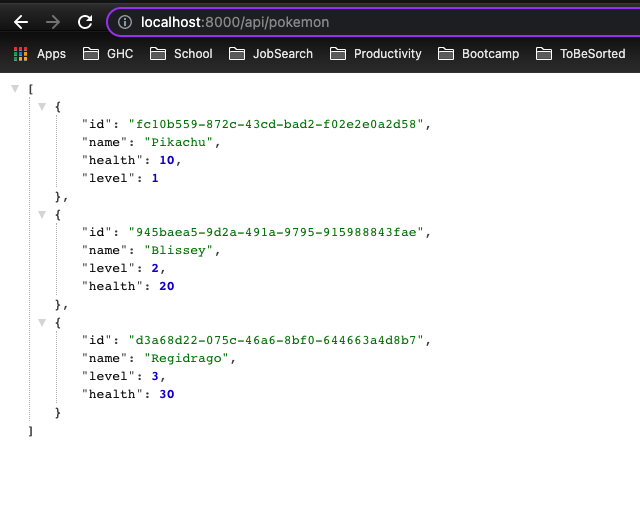 localhost:8000/api/pokemon
Apps GHC School JobSearch Productivity Bootcamp ToBeSorted
[
{
"id": "fc10b559-872c-43cd-bad2-f02e2e0a2d58",
"name": "Pikachu",
"health": 10,
"level": 1
},
{
"id": "945baea5-9d2a-491a-9795-915988843fae",
"name": "Blissey",
"level": 2,
"health": 20
},
{
"id": "d3a68d22-075c-46a6-8bf0-644663a4d8b7",
"name": "Regidrago",
"level": 3,
"health": 30
}
]